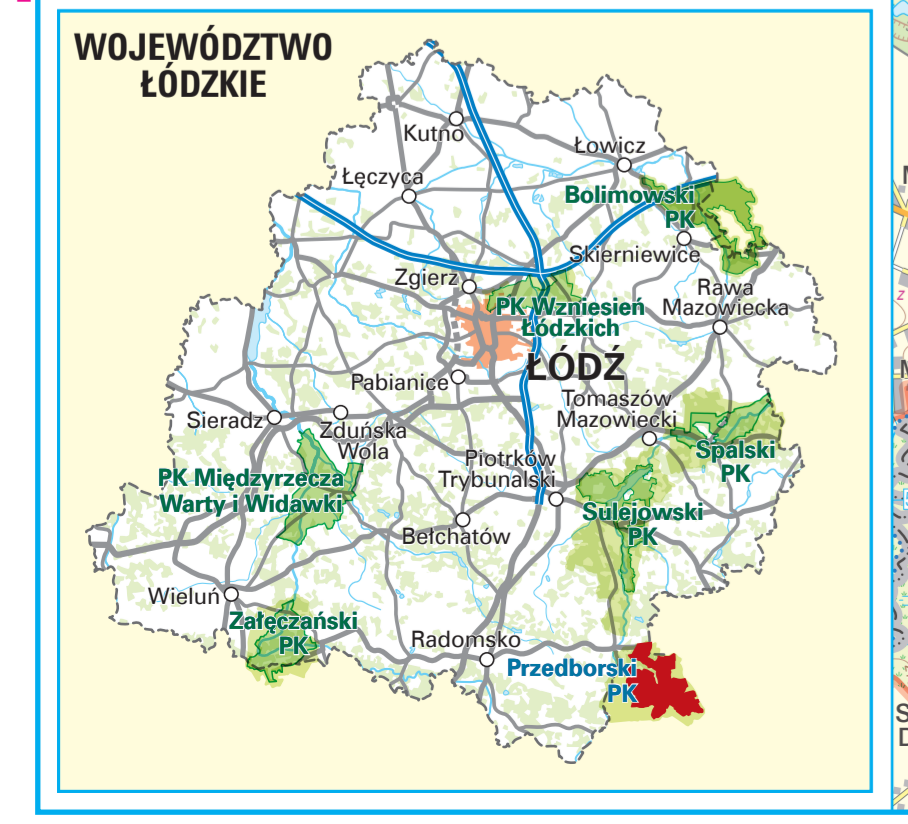 WOJEWÓDZTWO
ŁÓDZKIE
Kutno
Łowicz
Łęczyca
Bolimowski
PK
Skierniewice
Zgierz
Rawa
Mazowiecka
PK Wzniesień
Łódzkich
ŁÓDŹ
Pabianice
Tomaszów
Mazowiecki
Sieradz
Zduńska
Wola
Spalski
PK
Piotrków
Trybunalski
PK Międzyrzecza
Warty i Widawki
Sulejowski
PK
Bełchatów
Wieluń
Załęczański
PK
Radomsko
Przedborski
PK